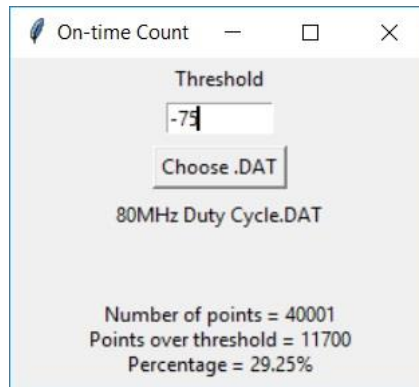 On-time Count
Threshold
-75
Choose .DAT
80MHz Duty Cycle.DAT
Number of points = 40001
Points over threshold = 11700
Percentage = 29.25%